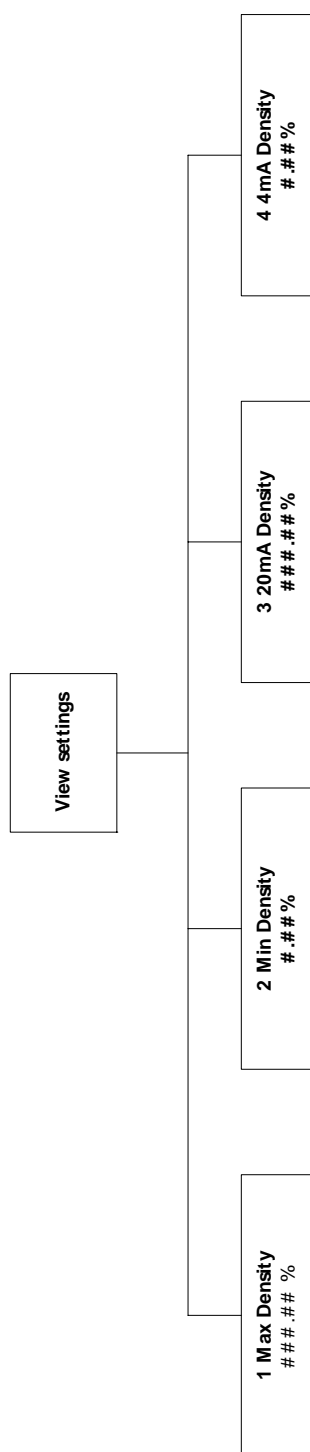 View settings
1 Max Density
###.## %
2 Min Density
#.##%
3 20mA Density
###.##%
4 4mA Density
#.##%